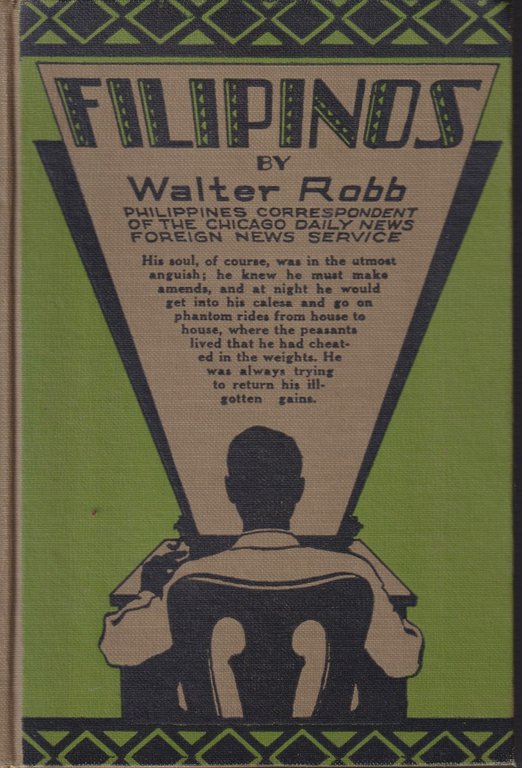 FILIPINOS
BY
Walter Robb
PHILIPPINES CORRESPONDENT
OF THE CHICAGO DAILY NEWS
FOREIGN NEWS SERVICE
His soul, of course, was in the utmost
anguish; he knew he must make
amends, and at night he would
get into his calesa and go on
phantom rides from house to
house, where the peasants
lived that he had cheat-
ed in the weights. He
was always trying
to return his ill-
gotten gains.